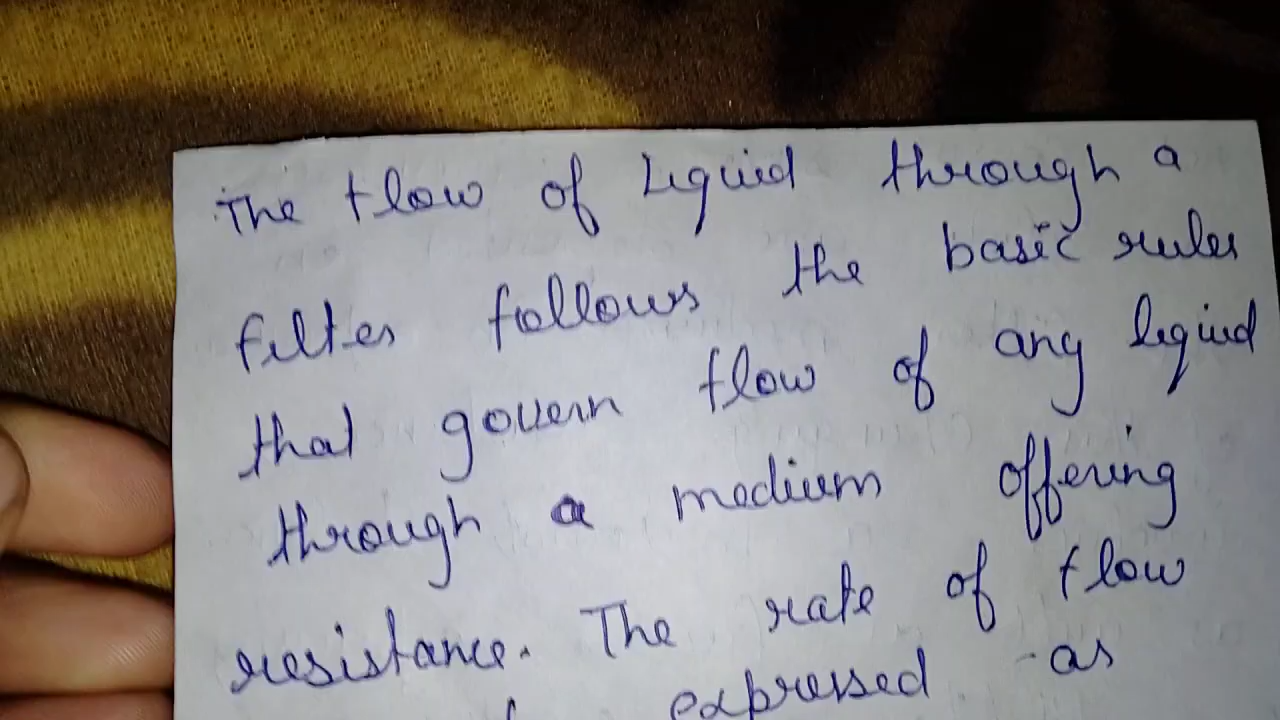 The flow of Liquid through a
filter follows the basic rules
that govern flow of any liquid
through a medium offering
resistance. The rate of flow
expressed as